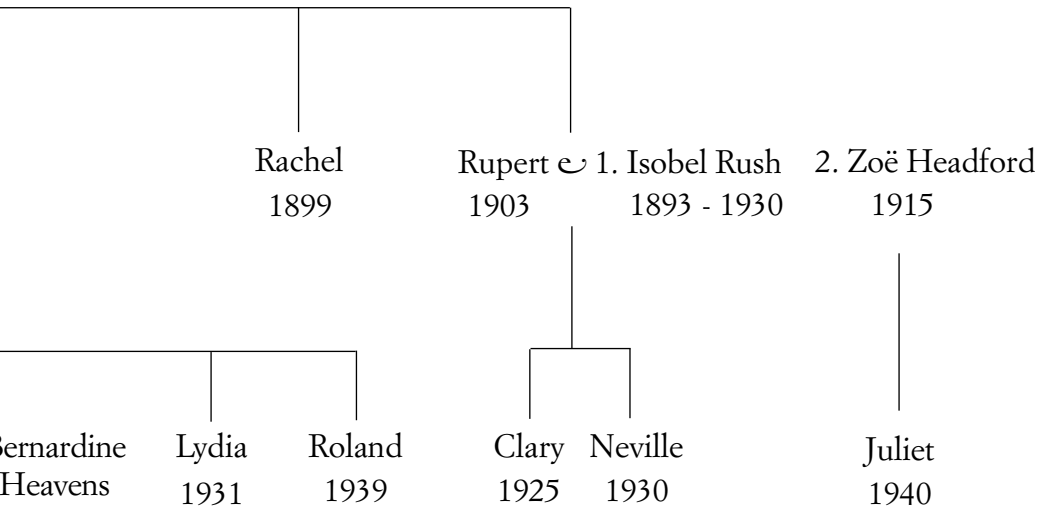 Rachel Rupert & 1. Isobel Rush 2. Zoë Headford
1899 1903 1893 - 1930 1915
Bernardine Lydia Roland Clary Neville Juliet
Heavens 1931 1939 1925 1930 1940